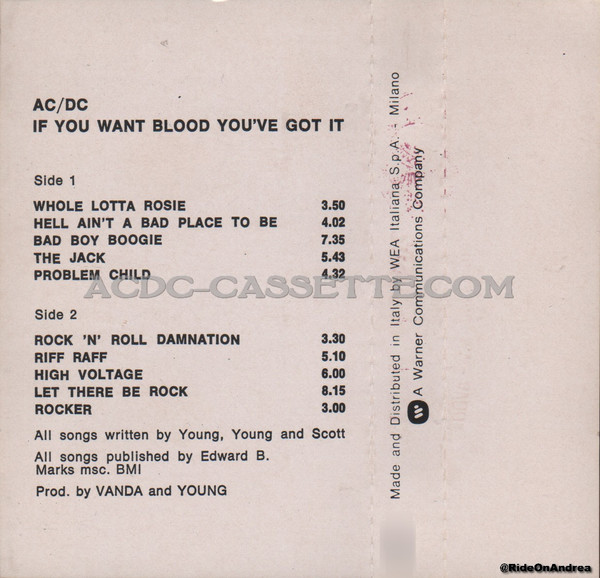 AC/DC
IF YOU WANT BLOOD YOU'VE GOT IT
Side 1
WHOLE LOTTA ROSIE 3.50
HELL AIN'T A BAD PLACE TO BE 4.02
BAD BOY BOOGIE 7.35
THE JACK 5.43
PROBLEM CHILD 4.32
ACDC-CASSETTE.COM
Side 2
ROCK 'N' ROLL DAMNATION 3.30
RIFF RAFF 5.10
HIGH VOLTAGE 6.00
LET THERE BE ROCK 8.15
ROCKER 3.00
All songs written by Young, Young and Scott
All songs published by Edward B.
Marks msc. BMI
Prod. by VANDA and YOUNG
Made and Distributed in Italy by WEA Italiana S.p.A. - Milano
A Warner Communications Company
@RideOnAndrea